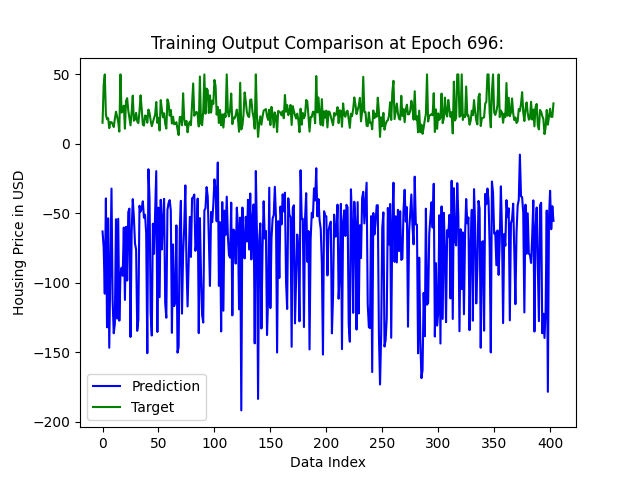 Training Output Comparison at Epoch 696:
Housing Price in USD
50
0
−50
−100
−150
−200
Prediction
Target
0 50 100 150 200 250 300 350 400
Data Index